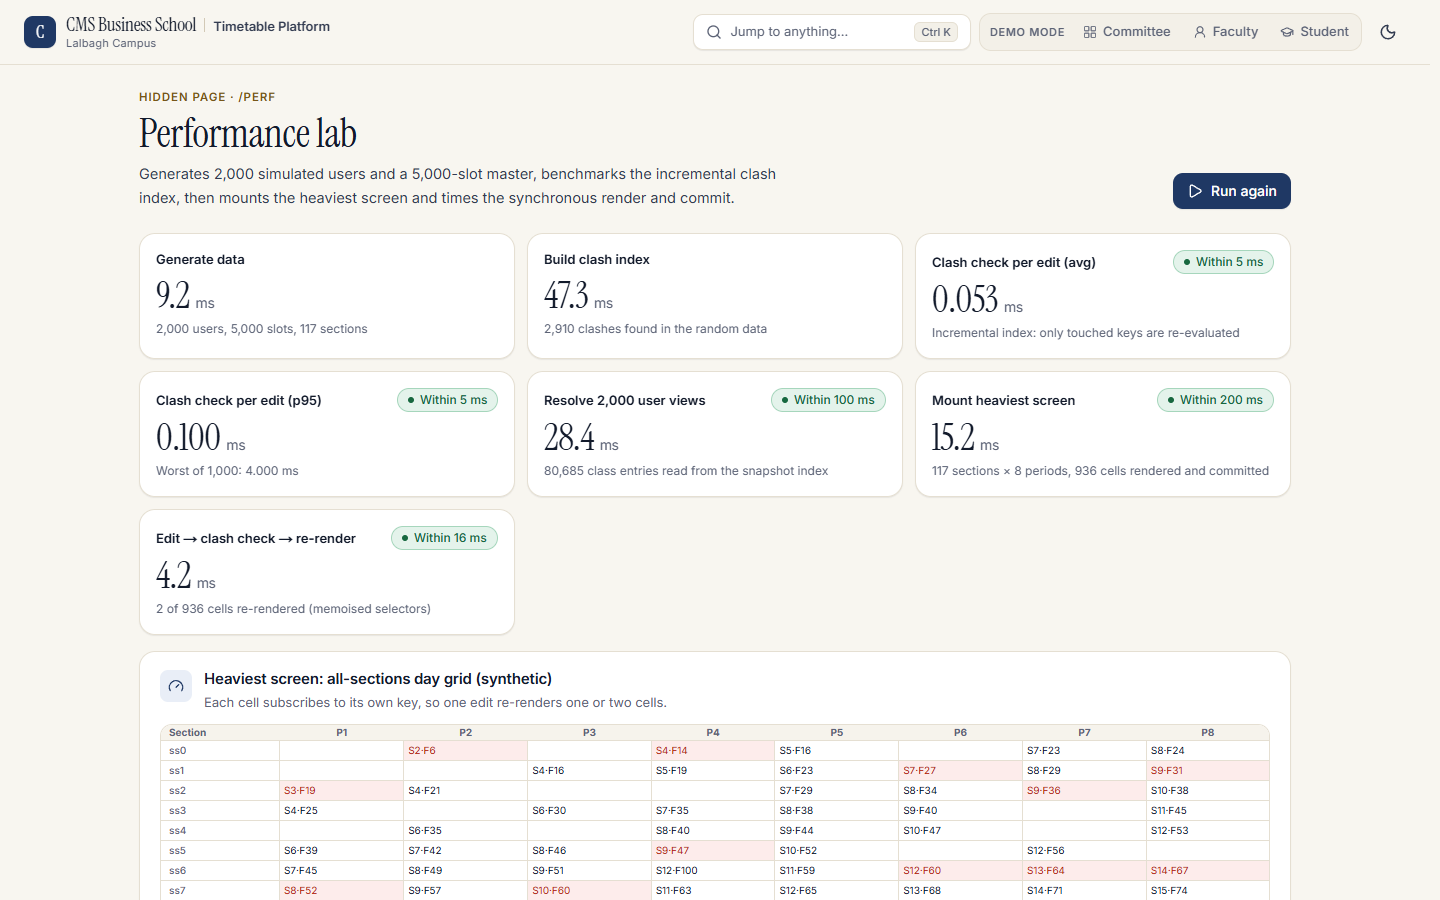 C
CMS Business School | Timetable Platform
Lalbagh Campus
Jump to anything...
Ctrl K
DEMO MODE
Committee
Faculty
Student
HIDDEN PAGE · /PERF
Performance lab
Generates 2,000 simulated users and a 5,000-slot master, benchmarks the incremental clash
index, then mounts the heaviest screen and times the synchronous render and commit.
Run again
Generate data
9.2 ms
2,000 users, 5,000 slots, 117 sections
Build clash index
47.3 ms
2,910 clashes found in the random data
Clash check per edit (avg)
Within 5 ms
0.053 ms
Incremental index: only touched keys are re-evaluated
Clash check per edit (p95)
Within 5 ms
0.100 ms
Worst of 1,000: 4.000 ms
Resolve 2,000 user views
Within 100 ms
28.4 ms
80,685 class entries read from the snapshot index
Mount heaviest screen
Within 200 ms
15.2 ms
117 sections × 8 periods, 936 cells rendered and committed
Edit → clash check → re-render
Within 16 ms
4.2 ms
2 of 936 cells re-rendered (memoised selectors)
Heaviest screen: all-sections day grid (synthetic)
Each cell subscribes to its own key, so one edit re-renders one or two cells.
Section P1 P2 P3 P4 P5 P6 P7 P8
ss0 S2·F6 S4·F14 S5·F16 S7·F23 S8·F24
ss1 S4·F16 S5·F19 S6·F23 S7·F27 S8·F29 S9·F31
ss2 S3·F19 S4·F21 S7·F29 S8·F34 S9·F36 S10·F38
ss3 S4·F25 S6·F30 S7·F35 S8·F38 S9·F40 S11·F45
ss4 S6·F35 S8·F40 S9·F44 S10·F47 S12·F53
ss5 S6·F39 S7·F42 S8·F46 S9·F47 S10·F52 S12·F56
ss6 S7·F45 S8·F49 S9·F51 S12·F100 S11·F59 S12·F60 S13·F64 S14·F67
ss7 S8·F52 S9·F57 S10·F60 S11·F63 S12·F65 S13·F68 S14·F71 S15·F74